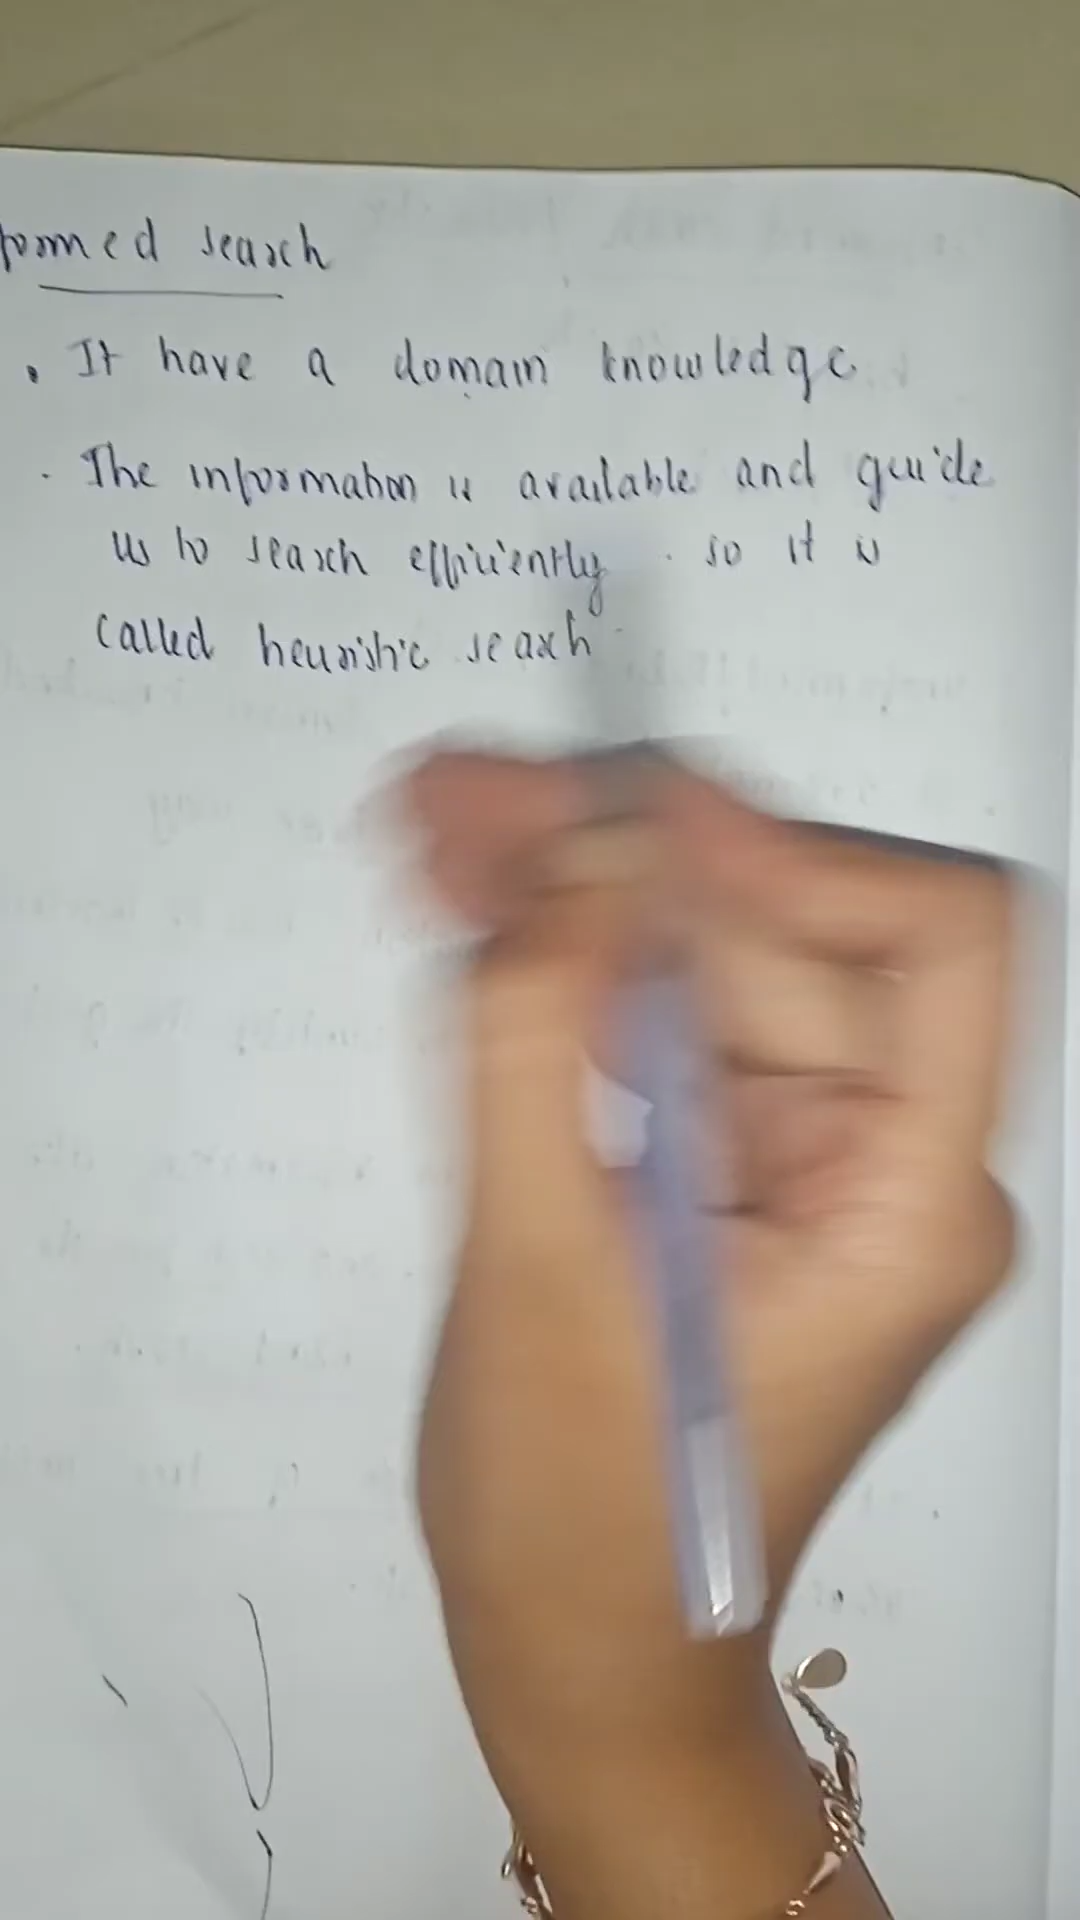 formed search
. It have a domain knowledge
. The information is available and guide
us to search efficiently. so it is
called heuristic search